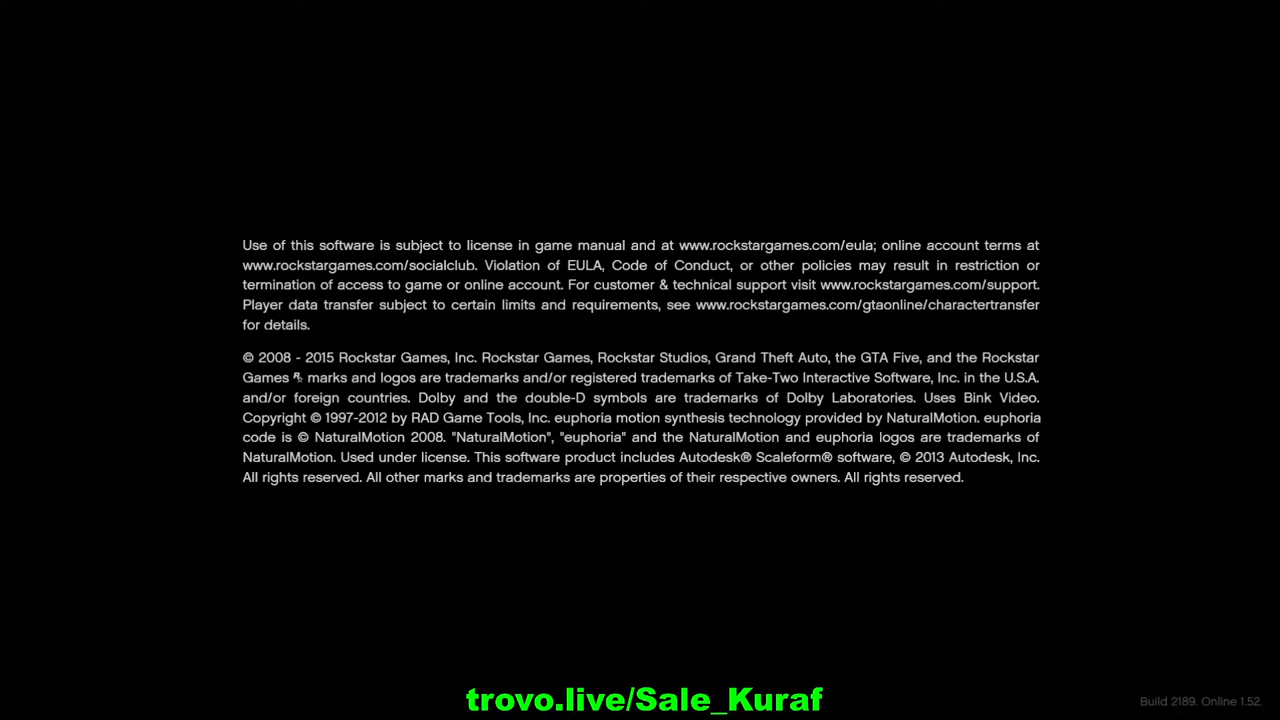 Use of this software is subject to license in game manual and at www.rockstargames.com/eula; online account terms at
www.rockstargames.com/socialclub. Violation of EULA, Code of Conduct, or other policies may result in restriction or
termination of access to game or online account. For customer & technical support visit www.rockstargames.com/support.
Player data transfer subject to certain limits and requirements, see www.rockstargames.com/gtaonline/charactertransfer
for details.
© 2008 - 2015 Rockstar Games, Inc. Rockstar Games, Rockstar Studios, Grand Theft Auto, the GTA Five, and the Rockstar
Games R* marks and logos are trademarks and/or registered trademarks of Take-Two Interactive Software, Inc. in the U.S.A.
and/or foreign countries. Dolby and the double-D symbols are trademarks of Dolby Laboratories. Uses Bink Video.
Copyright © 1997-2012 by RAD Game Tools, Inc. euphoria motion synthesis technology provided by NaturalMotion. euphoria
code is © NaturalMotion 2008. "NaturalMotion", "euphoria" and the NaturalMotion and euphoria logos are trademarks of
NaturalMotion. Used under license. This software product includes Autodesk® Scaleform® software, © 2013 Autodesk, Inc.
All rights reserved. All other marks and trademarks are properties of their respective owners. All rights reserved.
trovo.live/Sale_Kuraf
Build 2189. Online 1.52.